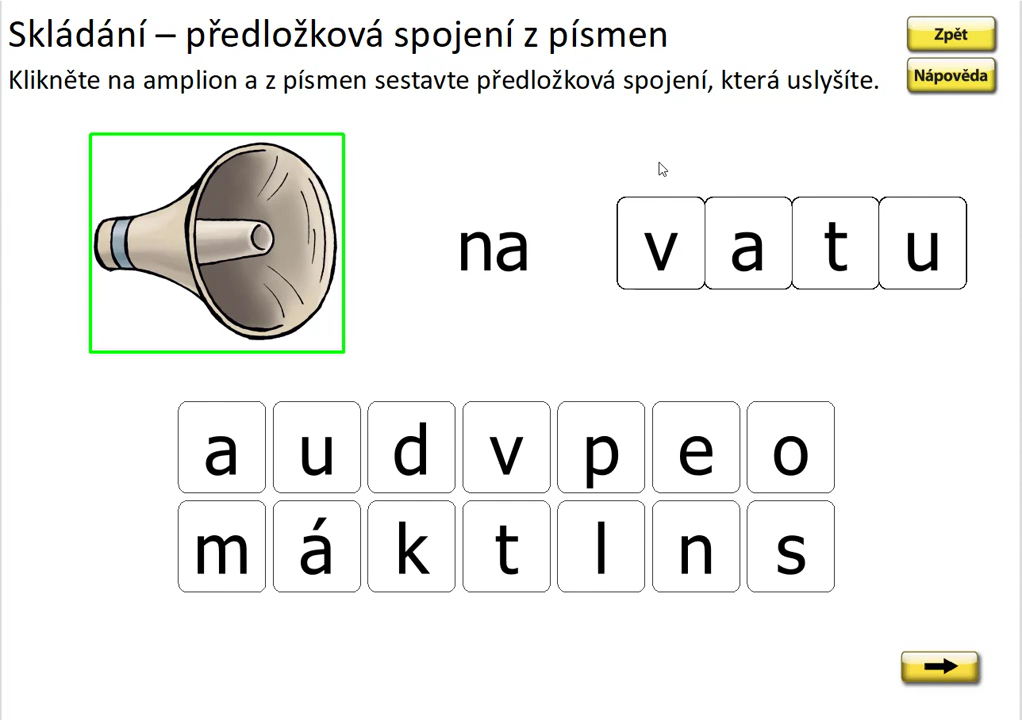 Skládání – předložková spojení z písmen
Zpět
Klikněte na amplion a z písmen sestavte předložková spojení, která uslyšíte.
Nápověda
na v a t u
a u d v p e o
m á k t l n s